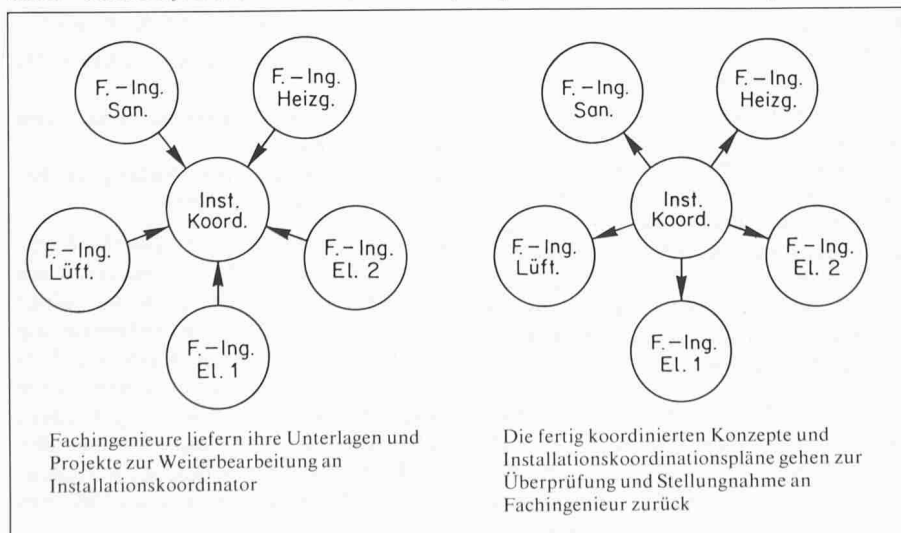 F.–Ing.
San.
F.–Ing.
Heizg.
Inst.
Koord.
F.–Ing.
Lüft.
F.–Ing.
El. 2
F.–Ing.
El. 1
Fachingenieure liefern ihre Unterlagen und
Projekte zur Weiterbearbeitung an
Installationskoordinator
F.–Ing.
San.
F.–Ing.
Heizg.
Inst.
Koord.
F.–Ing.
Lüft.
F.–Ing.
El. 2
F.–Ing.
El. 1
Die fertig koordinierten Konzepte und
Installationskoordinationspläne gehen zur
Überprüfung und Stellungnahme an
Fachingenieur zurück